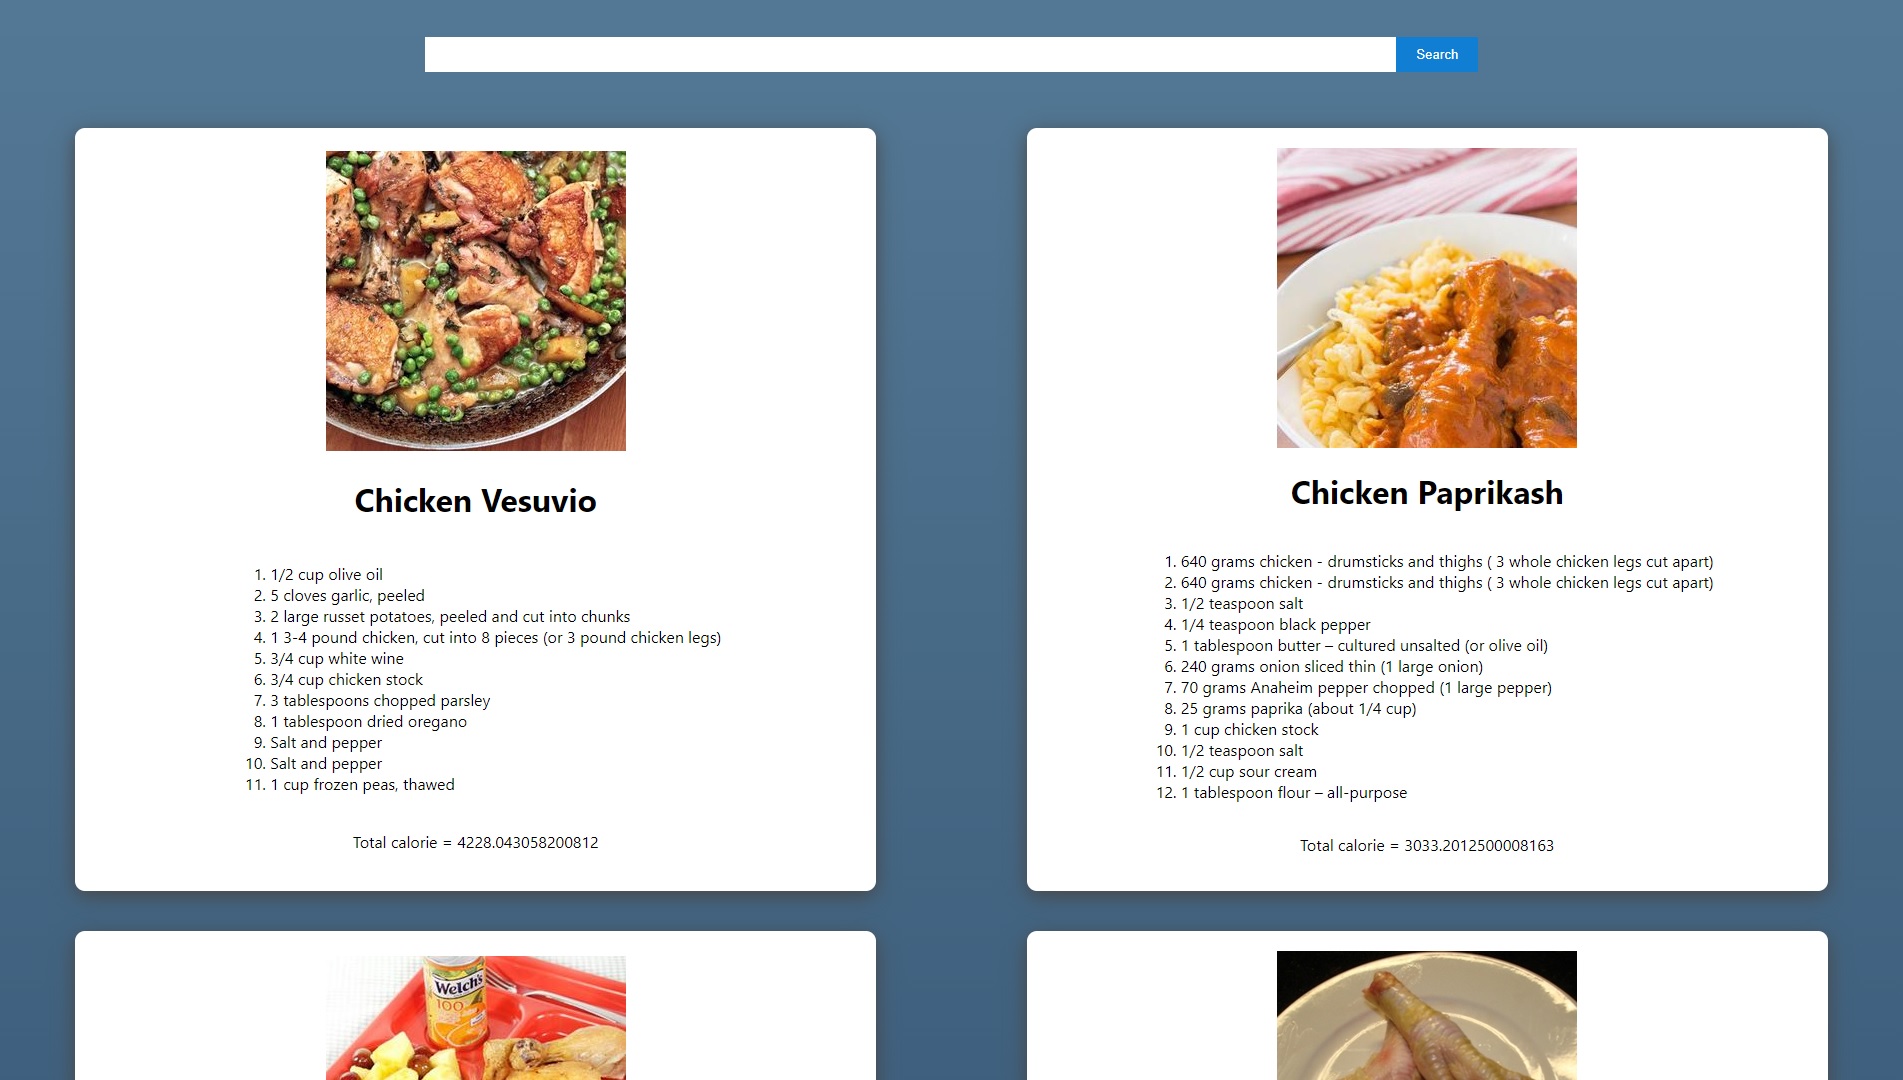 Search
Chicken Vesuvio
1. 1/2 cup olive oil
2. 5 cloves garlic, peeled
3. 2 large russet potatoes, peeled and cut into chunks
4. 1 3-4 pound chicken, cut into 8 pieces (or 3 pound chicken legs)
5. 3/4 cup white wine
6. 3/4 cup chicken stock
7. 3 tablespoons chopped parsley
8. 1 tablespoon dried oregano
9. Salt and pepper
10. Salt and pepper
11. 1 cup frozen peas, thawed
Total calorie = 4228.043058200812
Chicken Paprikash
1. 640 grams chicken - drumsticks and thighs ( 3 whole chicken legs cut apart)
2. 640 grams chicken - drumsticks and thighs ( 3 whole chicken legs cut apart)
3. 1/2 teaspoon salt
4. 1/4 teaspoon black pepper
5. 1 tablespoon butter – cultured unsalted (or olive oil)
6. 240 grams onion sliced thin (1 large onion)
7. 70 grams Anaheim pepper chopped (1 large pepper)
8. 25 grams paprika (about 1/4 cup)
9. 1 cup chicken stock
10. 1/2 teaspoon salt
11. 1/2 cup sour cream
12. 1 tablespoon flour – all-purpose
Total calorie = 3033.2012500008163
Welch's
100